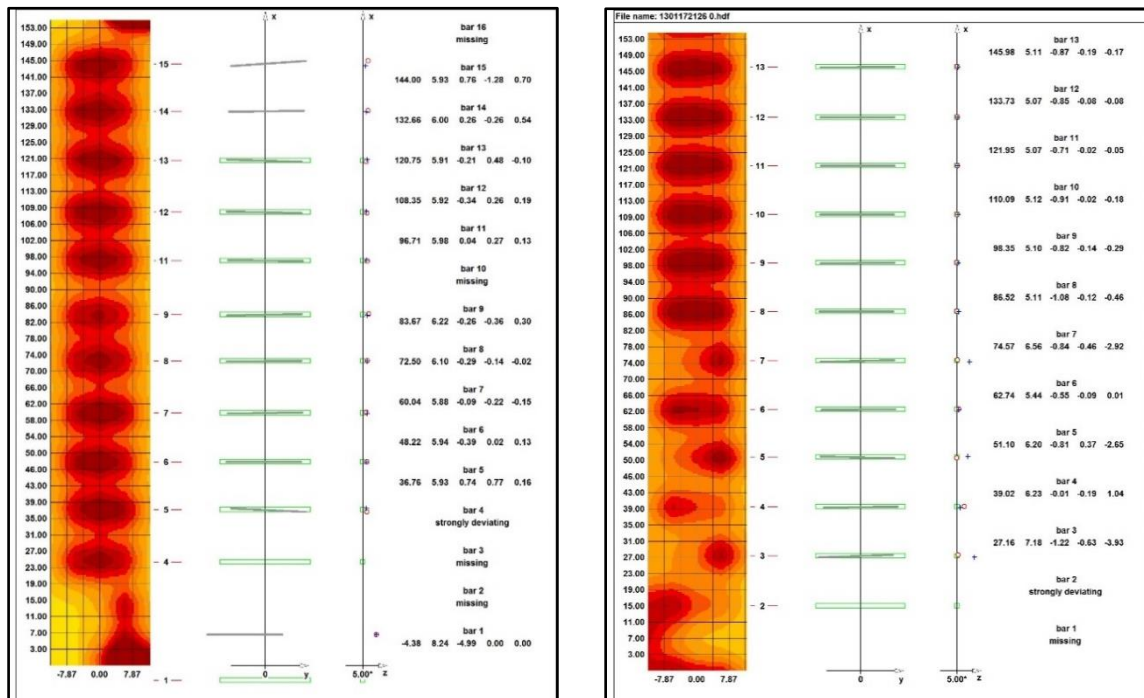 153.00
149.00
145.00
141.00
137.00
133.00
129.00
125.00
121.00
117.00
113.00
109.00
106.00
102.00
98.00
94.00
90.00
86.00
82.00
78.00
74.00
70.00
66.00
62.00
58.00
54.00
50.00
46.00
43.00
39.00
35.00
31.00
27.00
23.00
19.00
15.00
11.00
7.00
3.00
-7.87 0.00 7.87
15
14
13
12
11
9
8
7
6
5
4
1
x
0 y
x
5.00° z
bar 16
missing
bar 15
144.00 5.93 0.76 -1.28 0.70
bar 14
132.66 6.00 0.26 -0.26 0.54
bar 13
120.75 5.91 -0.21 0.48 -0.10
bar 12
108.35 5.92 -0.34 0.26 0.19
bar 11
96.71 5.98 0.04 0.27 0.13
bar 10
missing
bar 9
83.67 6.22 -0.26 -0.36 0.30
bar 8
72.50 6.10 -0.29 -0.14 -0.02
bar 7
60.04 5.88 -0.09 -0.22 -0.15
bar 6
48.22 5.94 -0.39 0.02 0.13
bar 5
36.76 5.93 0.74 0.77 0.16
bar 4
strongly deviating
bar 3
missing
bar 2
missing
bar 1
-4.38 8.24 -4.99 0.00 0.00
File name: 1301172126 0.hdf
153.00
149.00
145.00
141.00
137.00
133.00
129.00
125.00
121.00
117.00
113.00
109.00
106.00
102.00
98.00
94.00
90.00
86.00
82.00
78.00
74.00
70.00
66.00
62.00
58.00
54.00
50.00
46.00
43.00
39.00
35.00
31.00
27.00
23.00
19.00
15.00
11.00
7.00
3.00
-7.87 0.00 7.87
13
12
11
10
9
8
7
6
5
4
3
2
x
0 y
x
5.00° z
bar 13
145.98 5.11 -0.87 -0.19 -0.17
bar 12
133.73 5.07 -0.85 -0.08 -0.08
bar 11
121.95 5.07 -0.71 -0.02 -0.05
bar 10
110.09 5.12 -0.91 -0.02 -0.18
bar 9
98.35 5.10 -0.82 -0.14 -0.29
bar 8
86.52 5.11 -1.08 -0.12 -0.46
bar 7
74.57 6.56 -0.84 -0.46 -2.92
bar 6
62.74 5.44 -0.55 -0.09 0.01
bar 5
51.10 6.20 -0.81 0.37 -2.65
bar 4
39.02 6.23 -0.01 -0.19 1.04
bar 3
27.16 7.18 -1.22 -0.63 -3.93
bar 2
strongly deviating
bar 1
missing